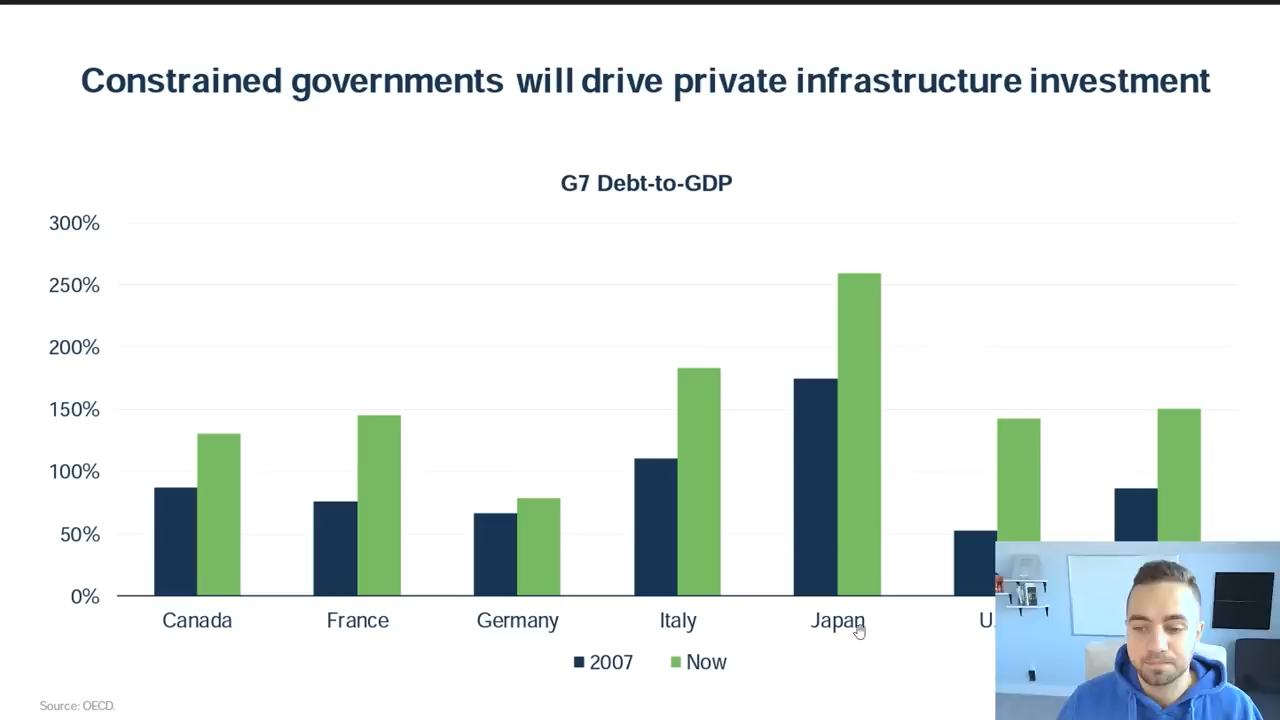 Constrained governments will drive private infrastructure investment
G7 Debt-to-GDP
300%
250%
200%
150%
100%
50%
0%
Canada France Germany Italy Japan U.
2007 Now
Source: OECD.